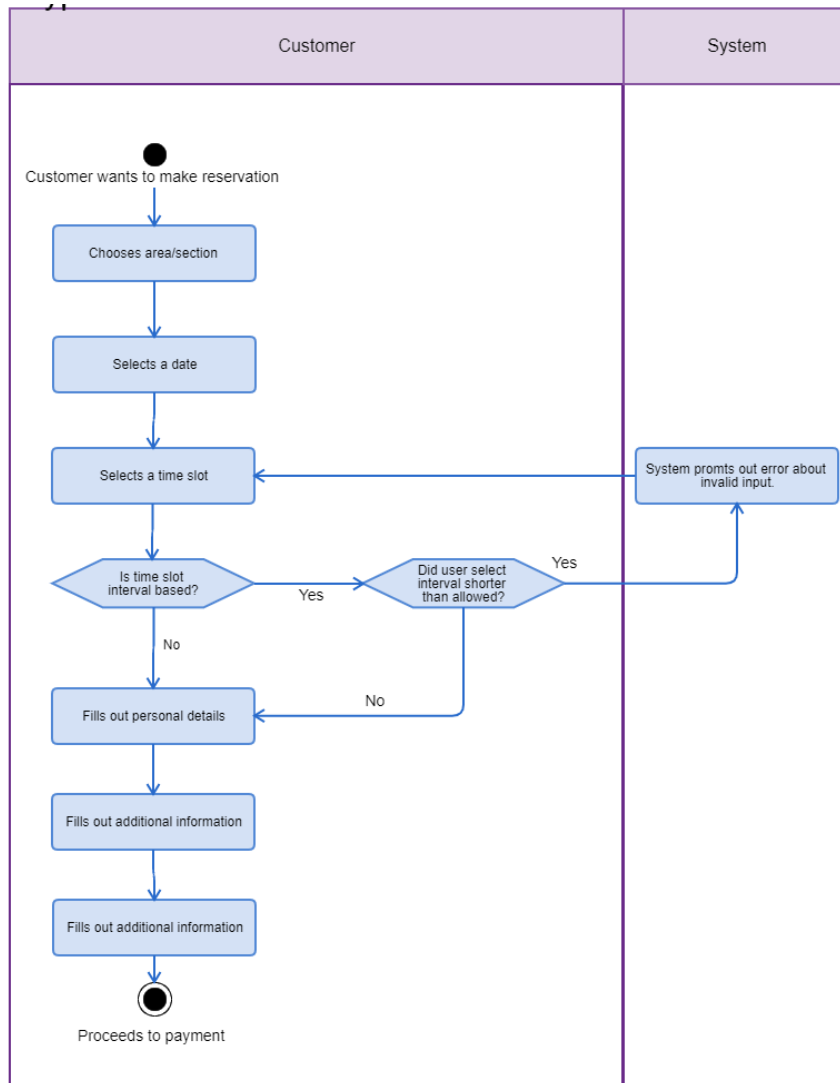 Customer
System
Customer wants to make reservation
Chooses area/section
Selects a date
Selects a time slot
System promts out error about
invalid input.
Is time slot
interval based?
Yes
Did user select
interval shorter
than allowed?
Yes
No
No
Fills out personal details
Fills out additional information
Fills out additional information
Proceeds to payment